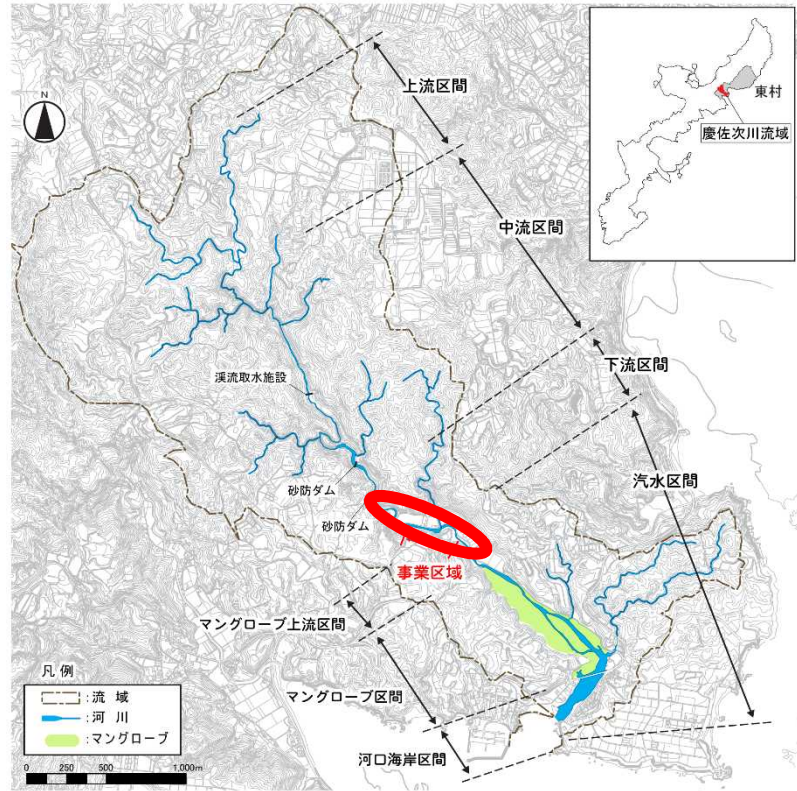 上流区間
東村
慶佐次川流域
中流区間
下流区間
渓流取水施設
汽水区間
砂防ダム
砂防ダム
事業区域
マングローブ上流区間
マングローブ区間
河口海岸区間
凡例
:流 域
:河 川
:マングローブ
0 250 500 1,000m